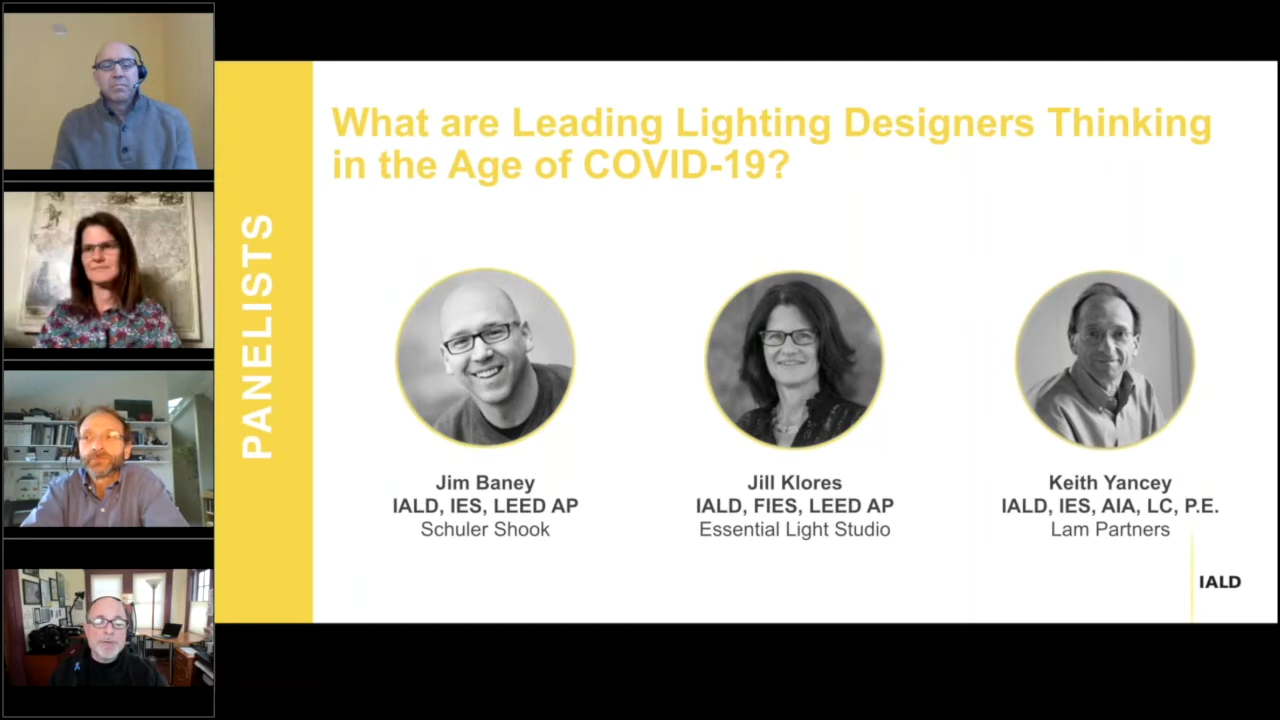 PANELISTS
What are Leading Lighting Designers Thinking
in the Age of COVID-19?
Jim Baney
IALD, IES, LEED AP
Schuler Shook
Jill Klores
IALD, FIES, LEED AP
Essential Light Studio
Keith Yancey
IALD, IES, AIA, LC, P.E.
Lam Partners
IALD